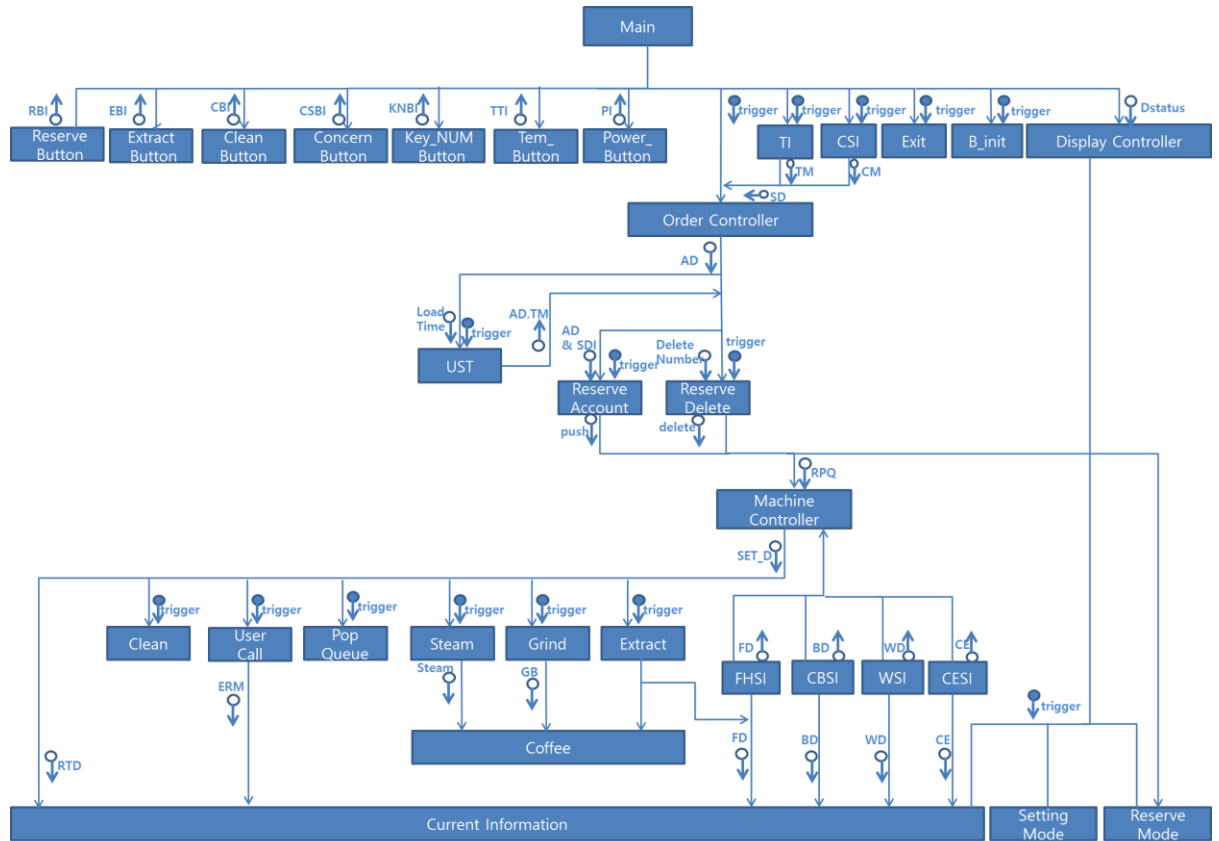 Main
RBI
EBI
CBI
CSBI
KNBI
TTI
PI
trigger
trigger
trigger
trigger
trigger
Dstatus
Reserve
Button
Extract
Button
Clean
Button
Concern
Button
Key_NUM
Button
Tem_
Button
Power_
Button
TI
CSI
Exit
B_init
Display Controller
TM
CM
SD
Order Controller
AD
Load
Time
trigger
AD.TM
AD
& SDI
trigger
Delete
Number
trigger
UST
Reserve
Account
Reserve
Delete
push
delete
RPQ
Machine
Controller
SET_D
trigger
trigger
trigger
trigger
trigger
trigger
Clean
User
Call
Pop
Queue
Steam
Grind
Extract
FD
BD
WD
CE
FHSI
CBSI
WSI
CESI
Steam
GB
ERM
trigger
Coffee
FD
BD
WD
CE
RTD
Current Information
Setting
Mode
Reserve
Mode